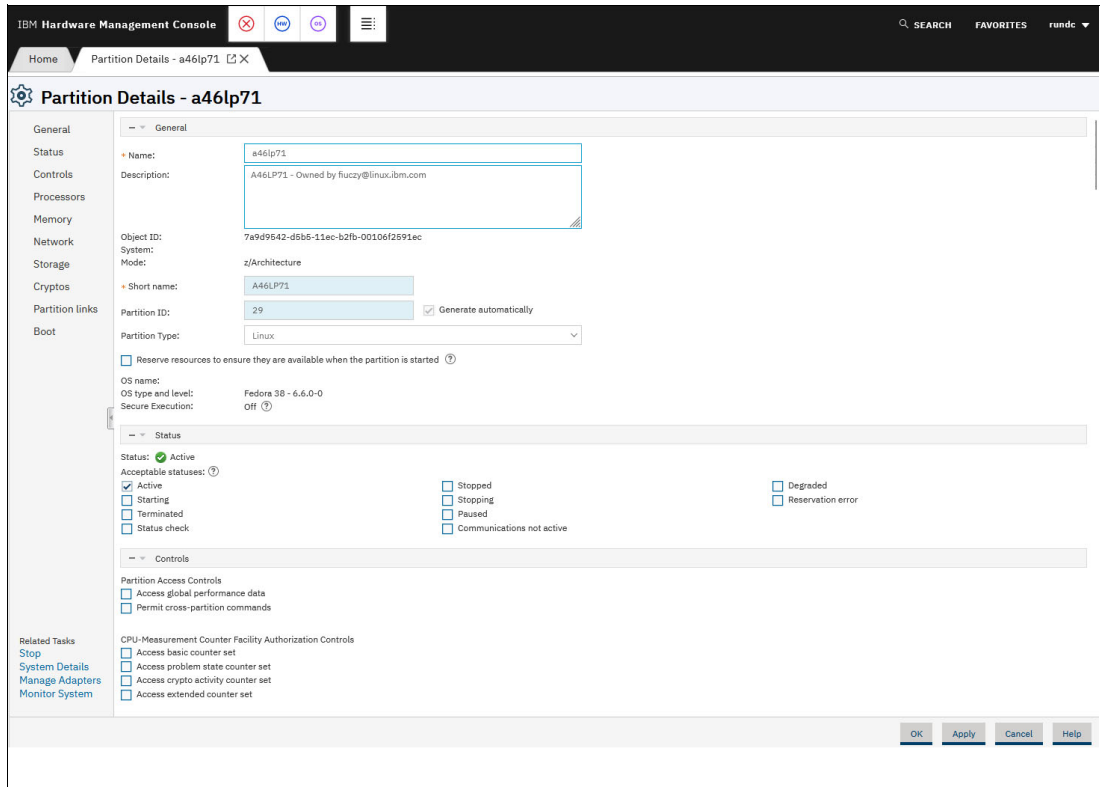 IBM Hardware Management Console HW OS SEARCH FAVORITES rundc
Home Partition Details - a46lp71
Partition Details - a46lp71
General
Status
Controls
Processors
Memory
Network
Storage
Cryptos
Partition links
Boot
General
* Name: a46lp71
Description: A46LP71 - Owned by fiuczy@linux.ibm.com
Object ID: 7a9d9542-d5b5-11ec-b2fb-00106f2591ec
System:
Mode: z/Architecture
* Short name: A46LP71
Partition ID: 29 Generate automatically
Partition Type: Linux
Reserve resources to ensure they are available when the partition is started ?
OS name:
OS type and level: Fedora 38 - 6.6.0-0
Secure Execution: Off ?
Status
Status: Active
Acceptable statuses: ?
Active Stopped Degraded
Starting Stopping Reservation error
Terminated Paused
Status check Communications not active
Controls
Partition Access Controls
Access global performance data
Permit cross-partition commands
CPU-Measurement Counter Facility Authorization Controls
Access basic counter set
Access problem state counter set
Access crypto activity counter set
Access extended counter set
Related Tasks
Stop
System Details
Manage Adapters
Monitor System
OK Apply Cancel Help